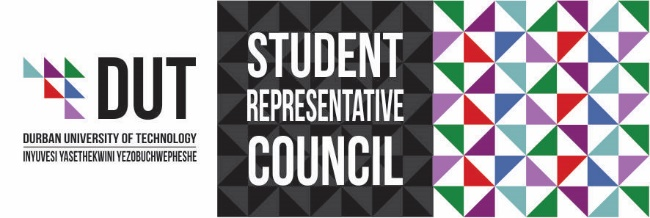 DUT
DURBAN UNIVERSITY OF TECHNOLOGY
INYUVESI YASETHEKWINI YEZOBUCHWEPHESHE
STUDENT
REPRESENTATIVE
COUNCIL